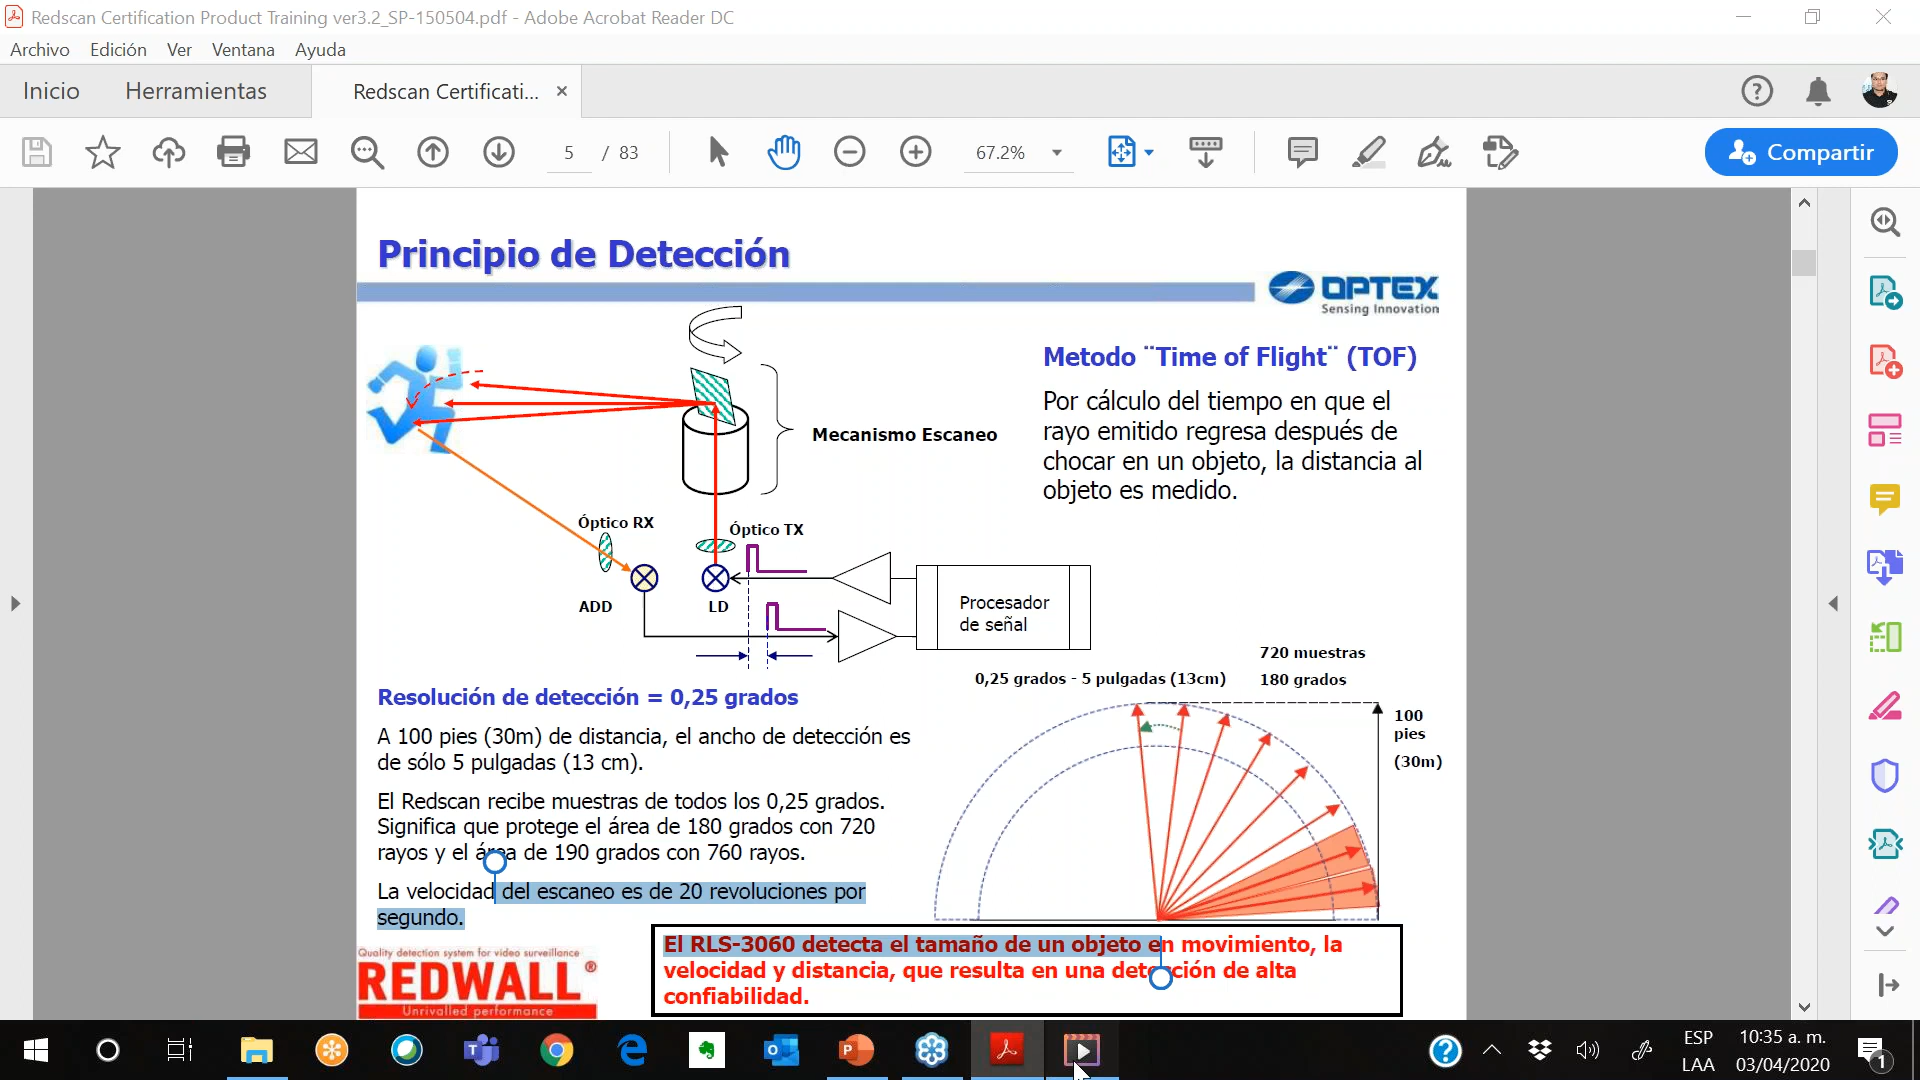 Redscan Certification Product Training ver3.2_SP-150504.pdf - Adobe Acrobat Reader DC
Archivo Edición Ver Ventana Ayuda
Inicio Herramientas Redscan Certificati... ×
5 / 83 67.2% Compartir
Principio de Detección
OPTEX
Sensing Innovation
Metodo ¨Time of Flight¨ (TOF)
Por cálculo del tiempo en que el
rayo emitido regresa después de
chocar en un objeto, la distancia al
objeto es medido.
Mecanismo Escaneo
Óptico RX
Óptico TX
ADD
LD
Procesador
de señal
720 muestras
0,25 grados - 5 pulgadas (13cm)
180 grados
100
pies
(30m)
Resolución de detección = 0,25 grados
A 100 pies (30m) de distancia, el ancho de detección es
de sólo 5 pulgadas (13 cm).
El Redscan recibe muestras de todos los 0,25 grados.
Significa que protege el área de 180 grados con 720
rayos y el área de 190 grados con 760 rayos.
La velocidad del escaneo es de 20 revoluciones por
segundo.
El RLS-3060 detecta el tamaño de un objeto en movimiento, la
velocidad y distancia, que resulta en una detección de alta
confiabilidad.
Quality detection system for video surveillance
REDWALL ®
Unrivalled performance
ESP
LAA
10:35 a. m.
03/04/2020
1